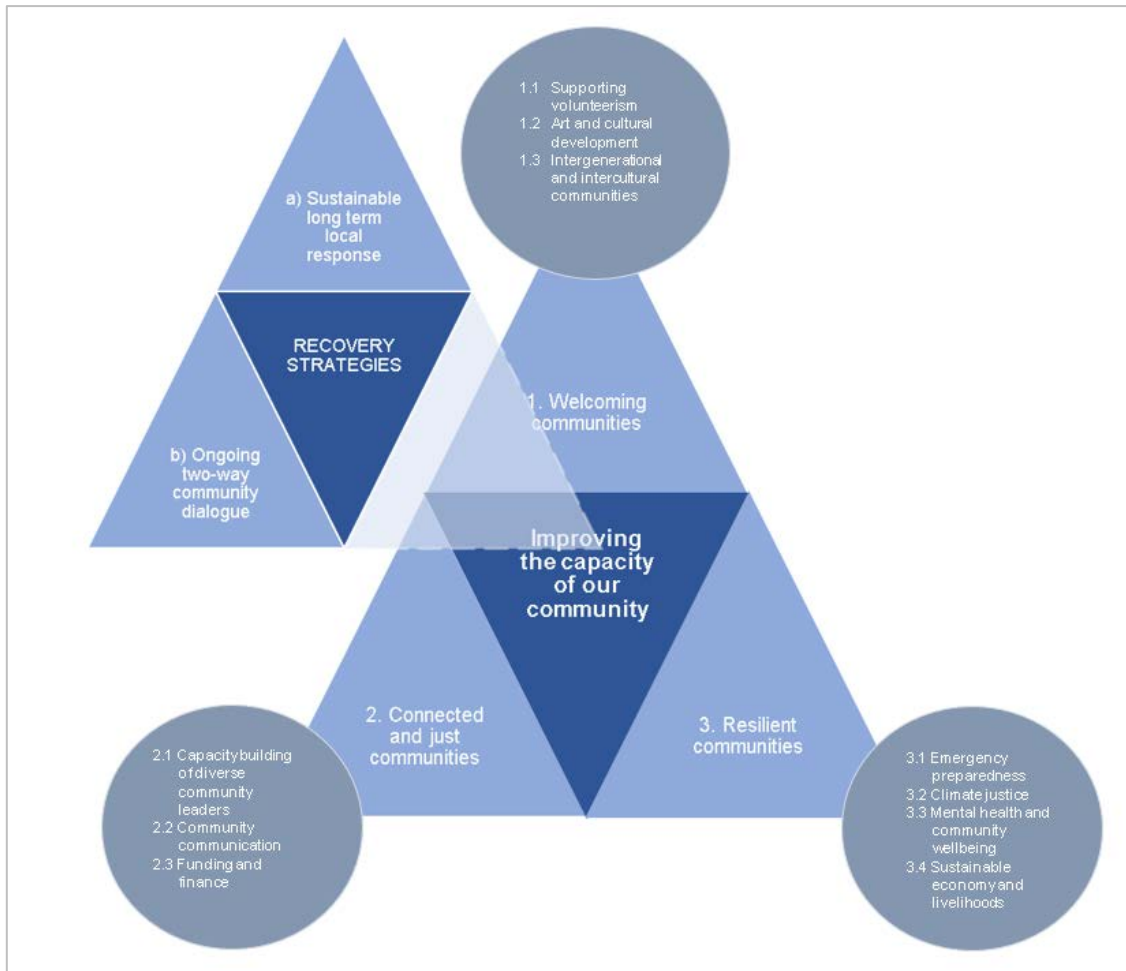 1.1 Supporting
volunteerism
1.2 Art and cultural
development
1.3 Intergenerational
and intercultural
communities
a) Sustainable
long term
local
response
RECOVERY
STRATEGIES
b) Ongoing
two-way
community
dialogue
1. Welcoming
communities
Improving
the capacity
of our
community
2. Connected
and just
communities
3. Resilient
communities
2.1 Capacity building
of diverse
community
leaders
2.2 Community
communication
2.3 Funding and
finance
3.1 Emergency
preparedness
3.2 Climate justice
3.3 Mental health and
community
wellbeing
3.4 Sustainable
economy and
livelihoods